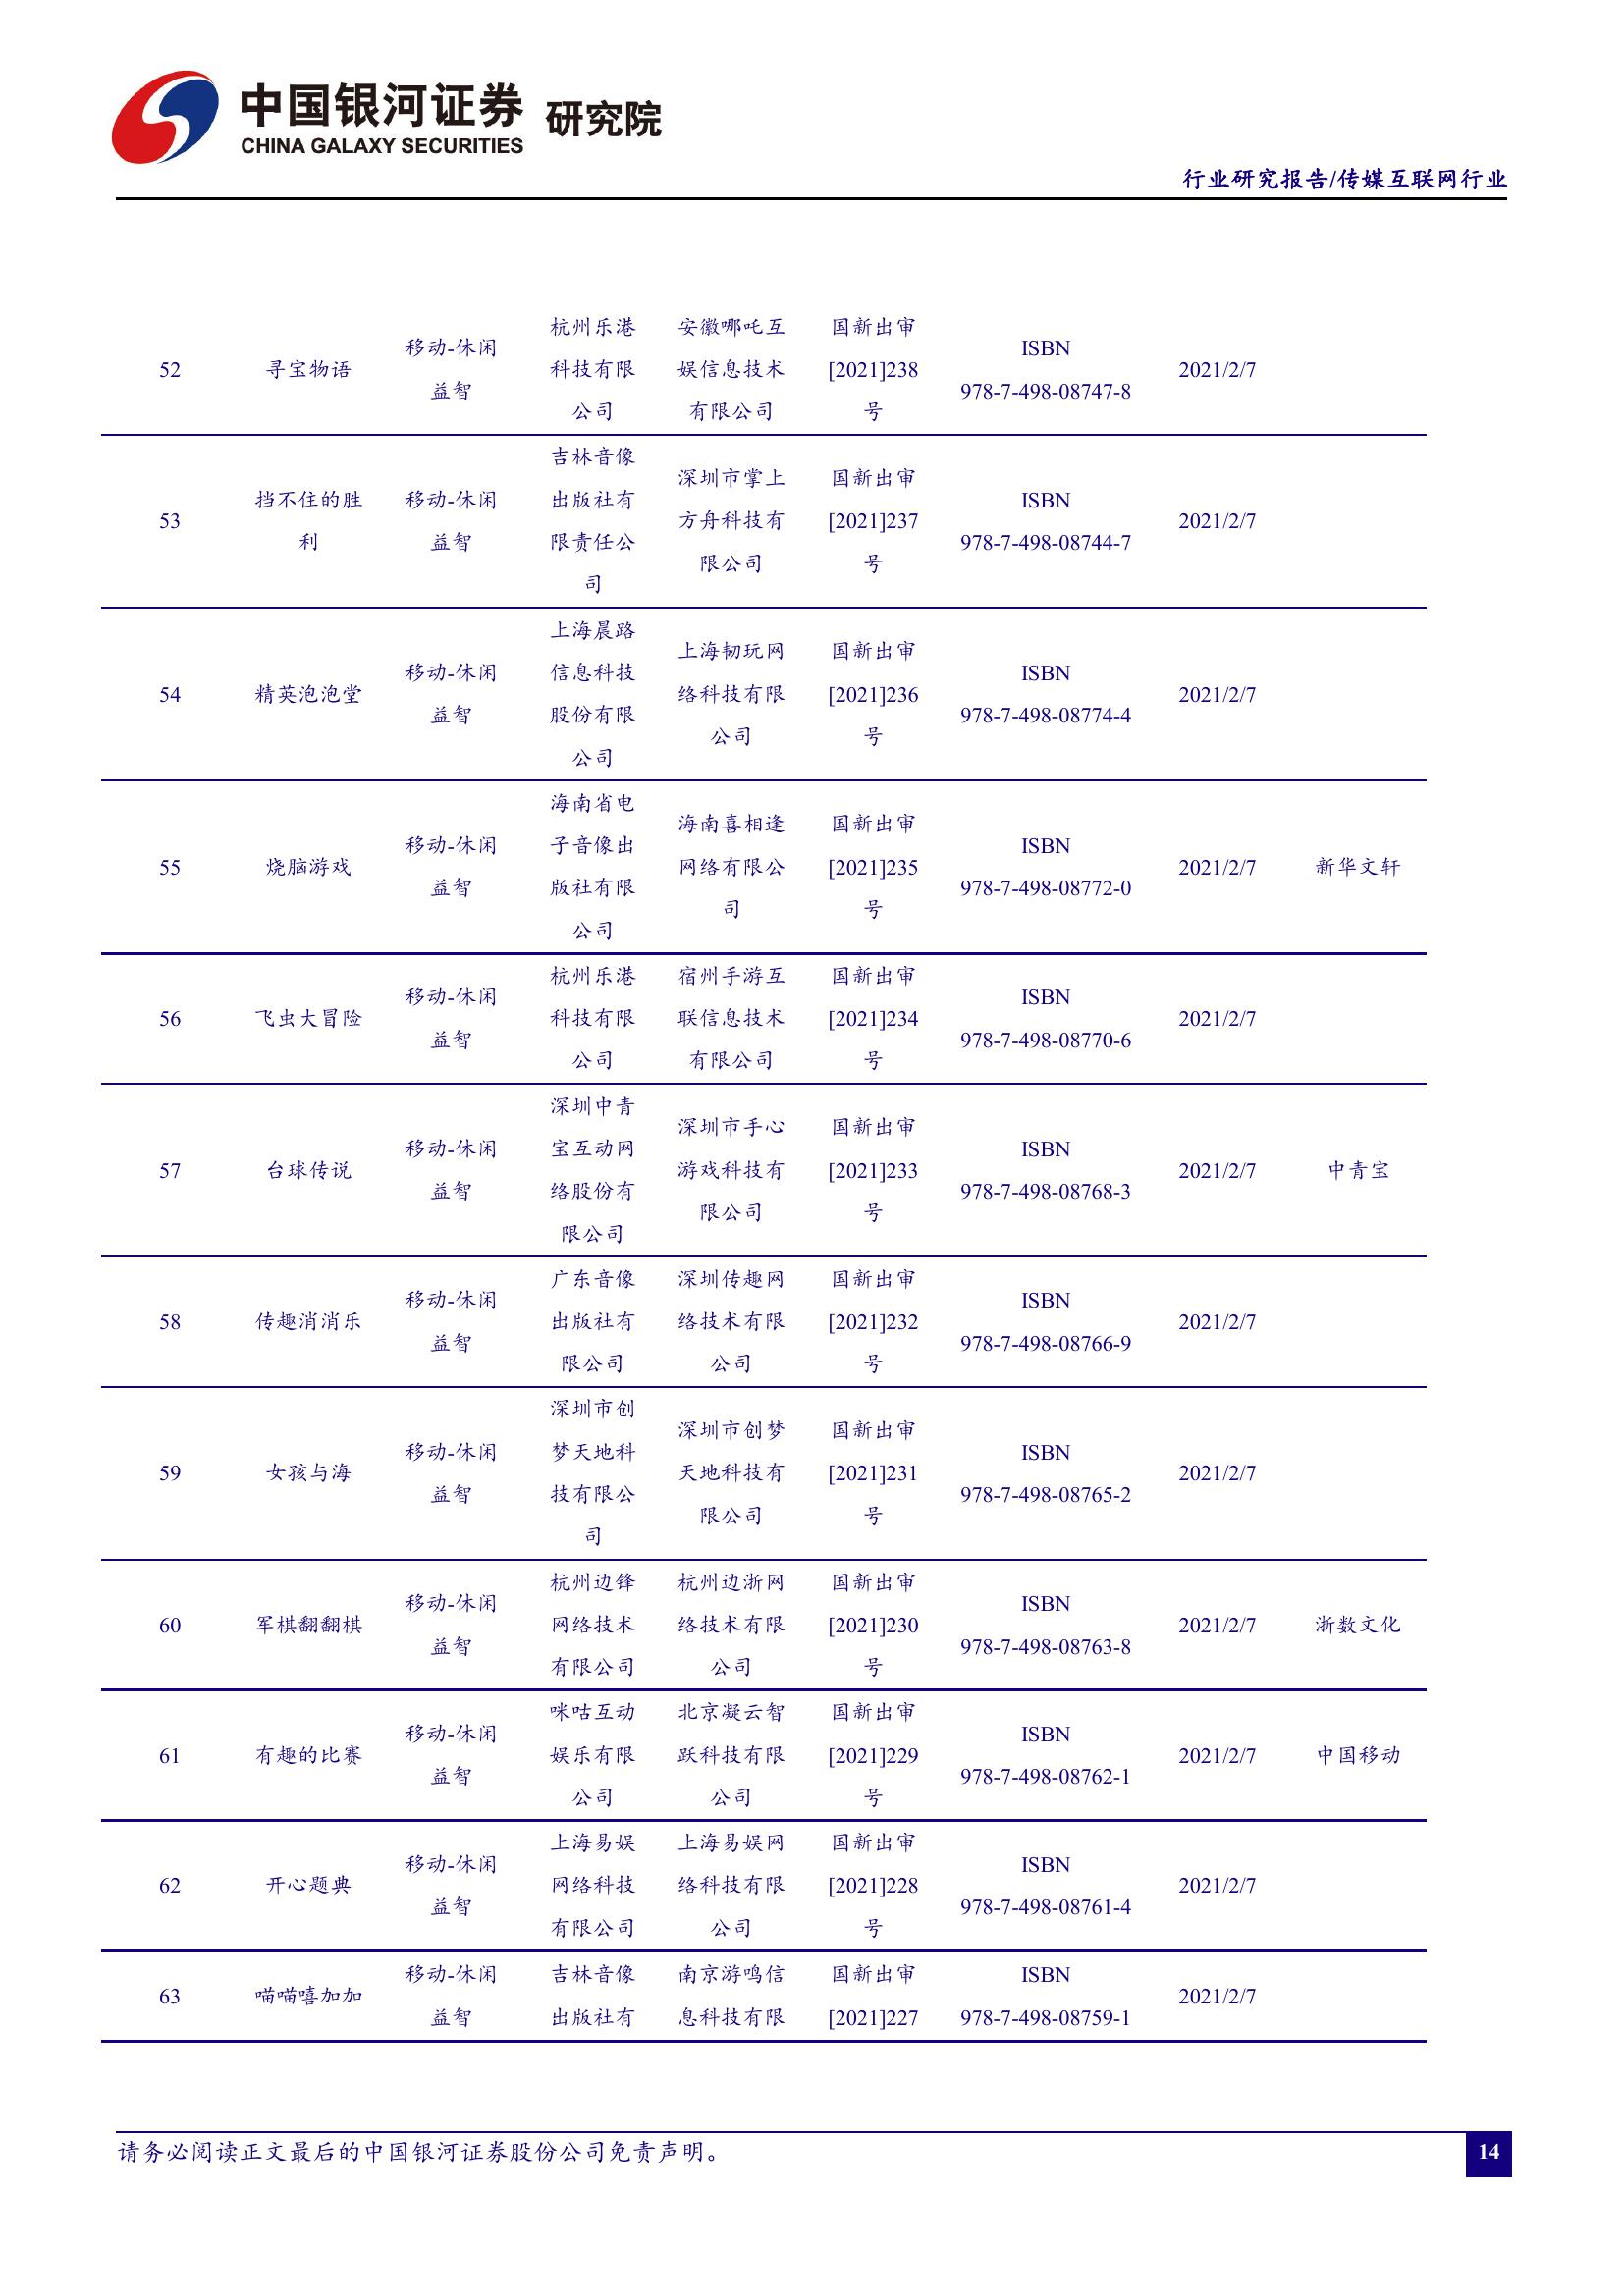 中国银河证券 研究院
CHINA GALAXY SECURITIES
行业研究报告/传媒互联网行业
52 寻宝物语 移动-休闲益智 杭州乐港科技有限公司 安徽哪吒互娱信息技术有限公司 国新出审[2021]238号 ISBN 978-7-498-08747-8 2021/2/7
53 挡不住的胜利 移动-休闲益智 吉林音像出版社有限责任公司 深圳市掌上方舟科技有限公司 国新出审[2021]237号 ISBN 978-7-498-08744-7 2021/2/7
54 精英泡泡堂 移动-休闲益智 上海晨路信息科技股份有限公司 上海韧玩网络科技有限公司 国新出审[2021]236号 ISBN 978-7-498-08774-4 2021/2/7
55 烧脑游戏 移动-休闲益智 海南省电子音像出版社有限公司 海南喜相逢网络有限公司 国新出审[2021]235号 ISBN 978-7-498-08772-0 2021/2/7 新华文轩
56 飞虫大冒险 移动-休闲益智 杭州乐港科技有限公司 宿州手游互联信息技术有限公司 国新出审[2021]234号 ISBN 978-7-498-08770-6 2021/2/7
57 台球传说 移动-休闲益智 深圳中青宝互动网络股份有限公司 深圳市手心游戏科技有限公司 国新出审[2021]233号 ISBN 978-7-498-08768-3 2021/2/7 中青宝
58 传趣消消乐 移动-休闲益智 广东音像出版社有限公司 深圳传趣网络技术有限公司 国新出审[2021]232号 ISBN 978-7-498-08766-9 2021/2/7
59 女孩与海 移动-休闲益智 深圳市创梦天地科技有限公司 深圳市创梦天地科技有限公司 国新出审[2021]231号 ISBN 978-7-498-08765-2 2021/2/7
60 军棋翻翻棋 移动-休闲益智 杭州边锋网络技术有限公司 杭州边浙网络技术有限公司 国新出审[2021]230号 ISBN 978-7-498-08763-8 2021/2/7 浙数文化
61 有趣的比赛 移动-休闲益智 咪咕互动娱乐有限公司 北京凝云智跃科技有限公司 国新出审[2021]229号 ISBN 978-7-498-08762-1 2021/2/7 中国移动
62 开心题典 移动-休闲益智 上海易娱网络科技有限公司 上海易娱网络科技有限公司 国新出审[2021]228号 ISBN 978-7-498-08761-4 2021/2/7
63 喵喵嘻加加 移动-休闲益智 吉林音像出版社有 南京游鸣信息科技有限 国新出审[2021]227 ISBN 978-7-498-08759-1 2021/2/7
请务必阅读正文最后的中国银河证券股份公司免责声明。
14